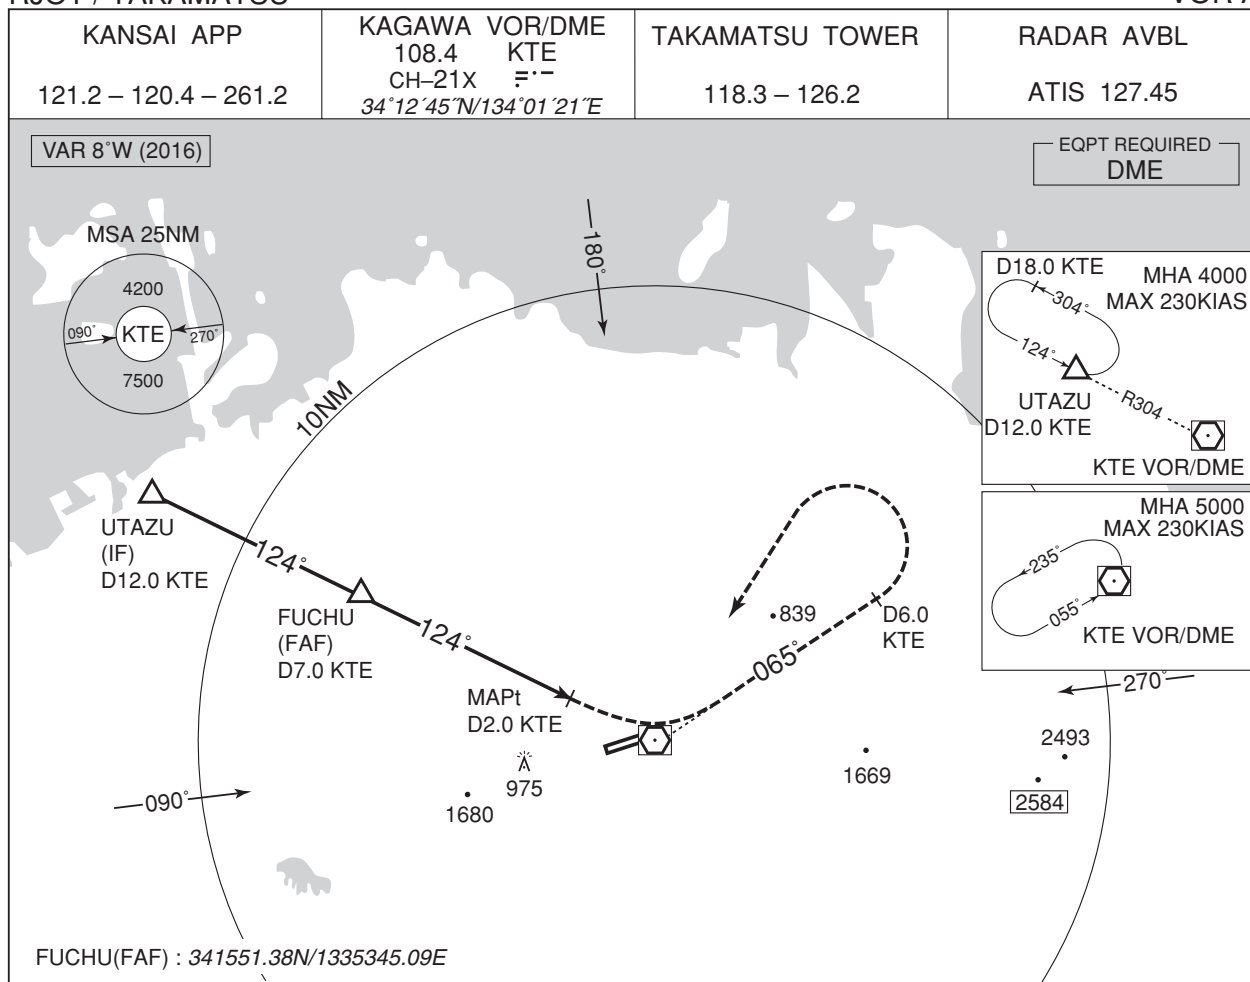 KANSAI APP
121.2 – 120.4 – 261.2
KAGAWA VOR/DME
108.4 KTE
CH–21X
34°12´45˝N/134°01´21˝E
TAKAMATSU TOWER
118.3 – 126.2
RADAR AVBL
ATIS 127.45
VAR 8°W (2016)
EQPT REQUIRED
DME
MSA 25NM
4200
090°
KTE
270°
7500
180°
10NM
D18.0 KTE
MHA 4000
MAX 230KIAS
304°
124°
UTAZU
D12.0 KTE
R304
KTE VOR/DME
MHA 5000
MAX 230KIAS
235°
055°
KTE VOR/DME
UTAZU
(IF)
D12.0 KTE
124°
FUCHU
(FAF)
D7.0 KTE
124°
MAPt
D2.0 KTE
839
D6.0
KTE
065°
270°
2493
2584
1669
975
1680
090°
FUCHU(FAF) : 341551.38N/1335345.09E